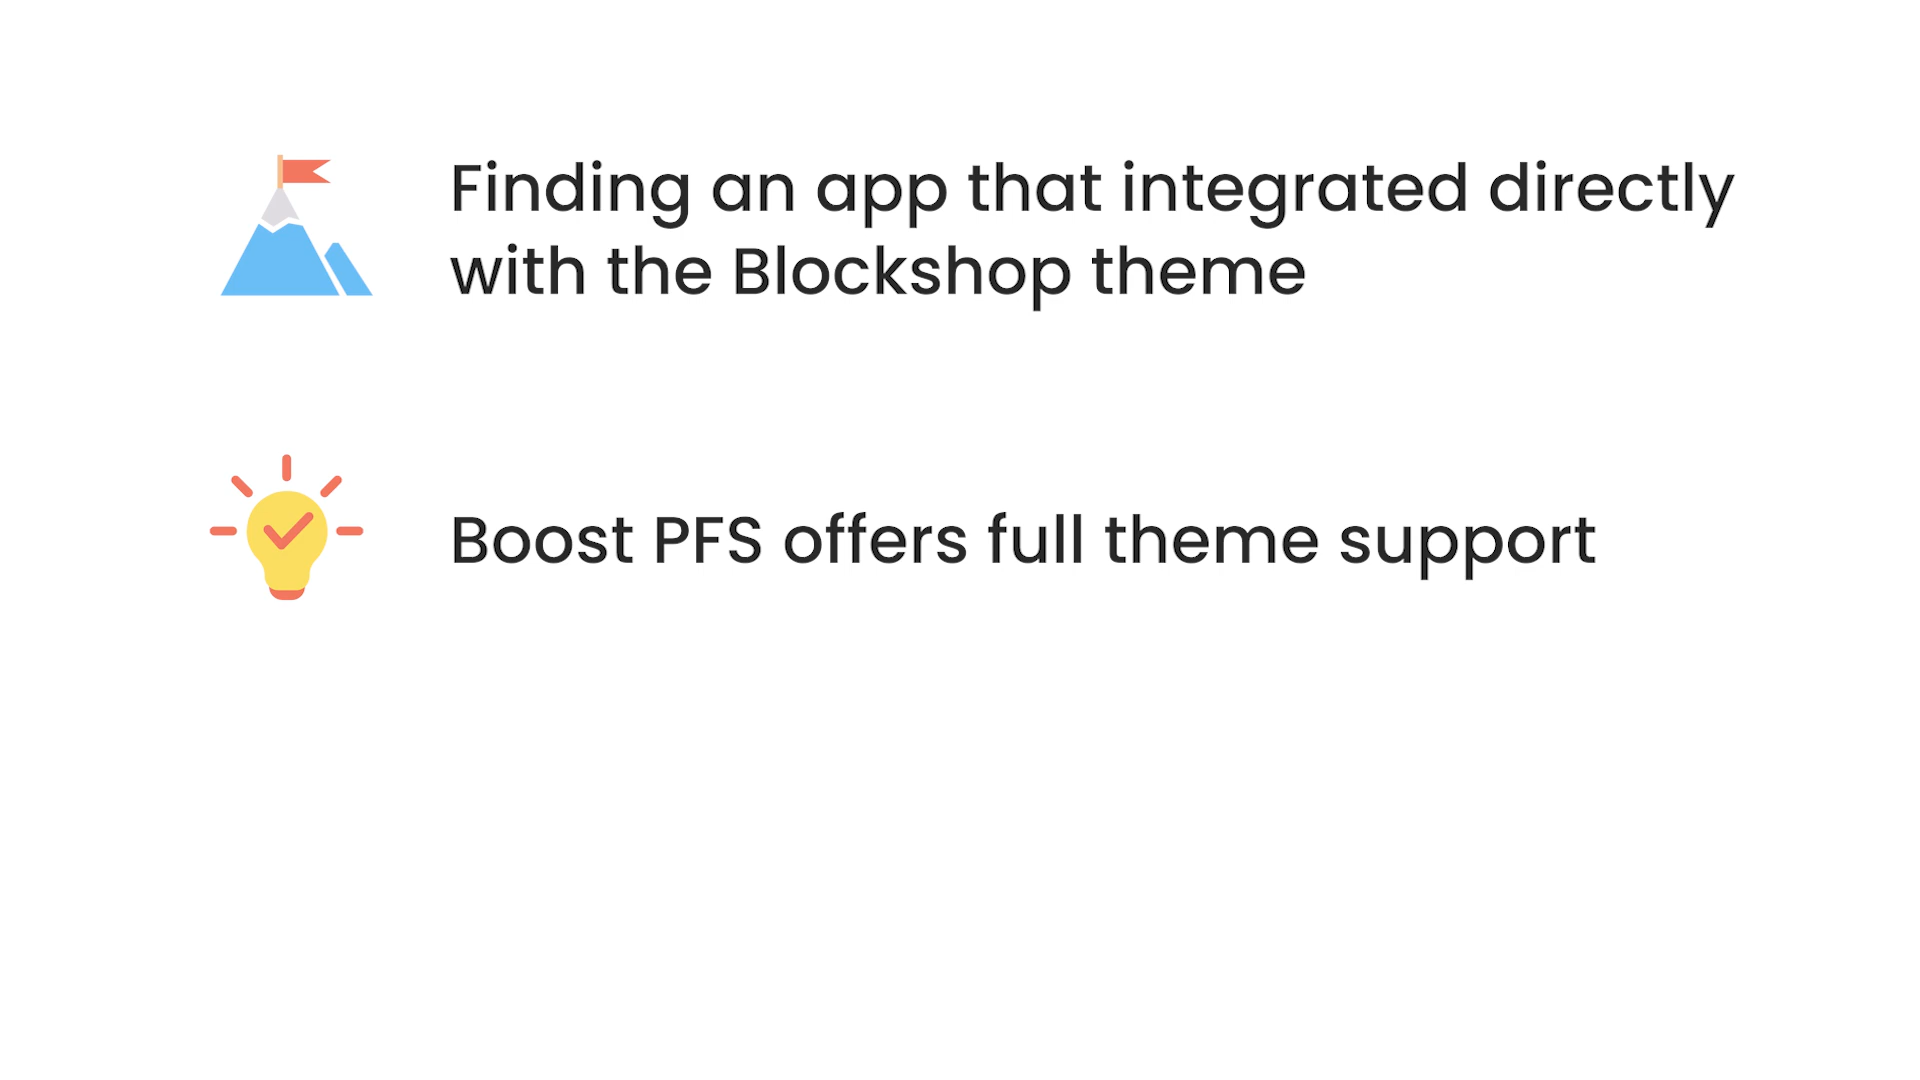 Finding an app that integrated directly
with the Blockshop theme
Boost PFS offers full theme support